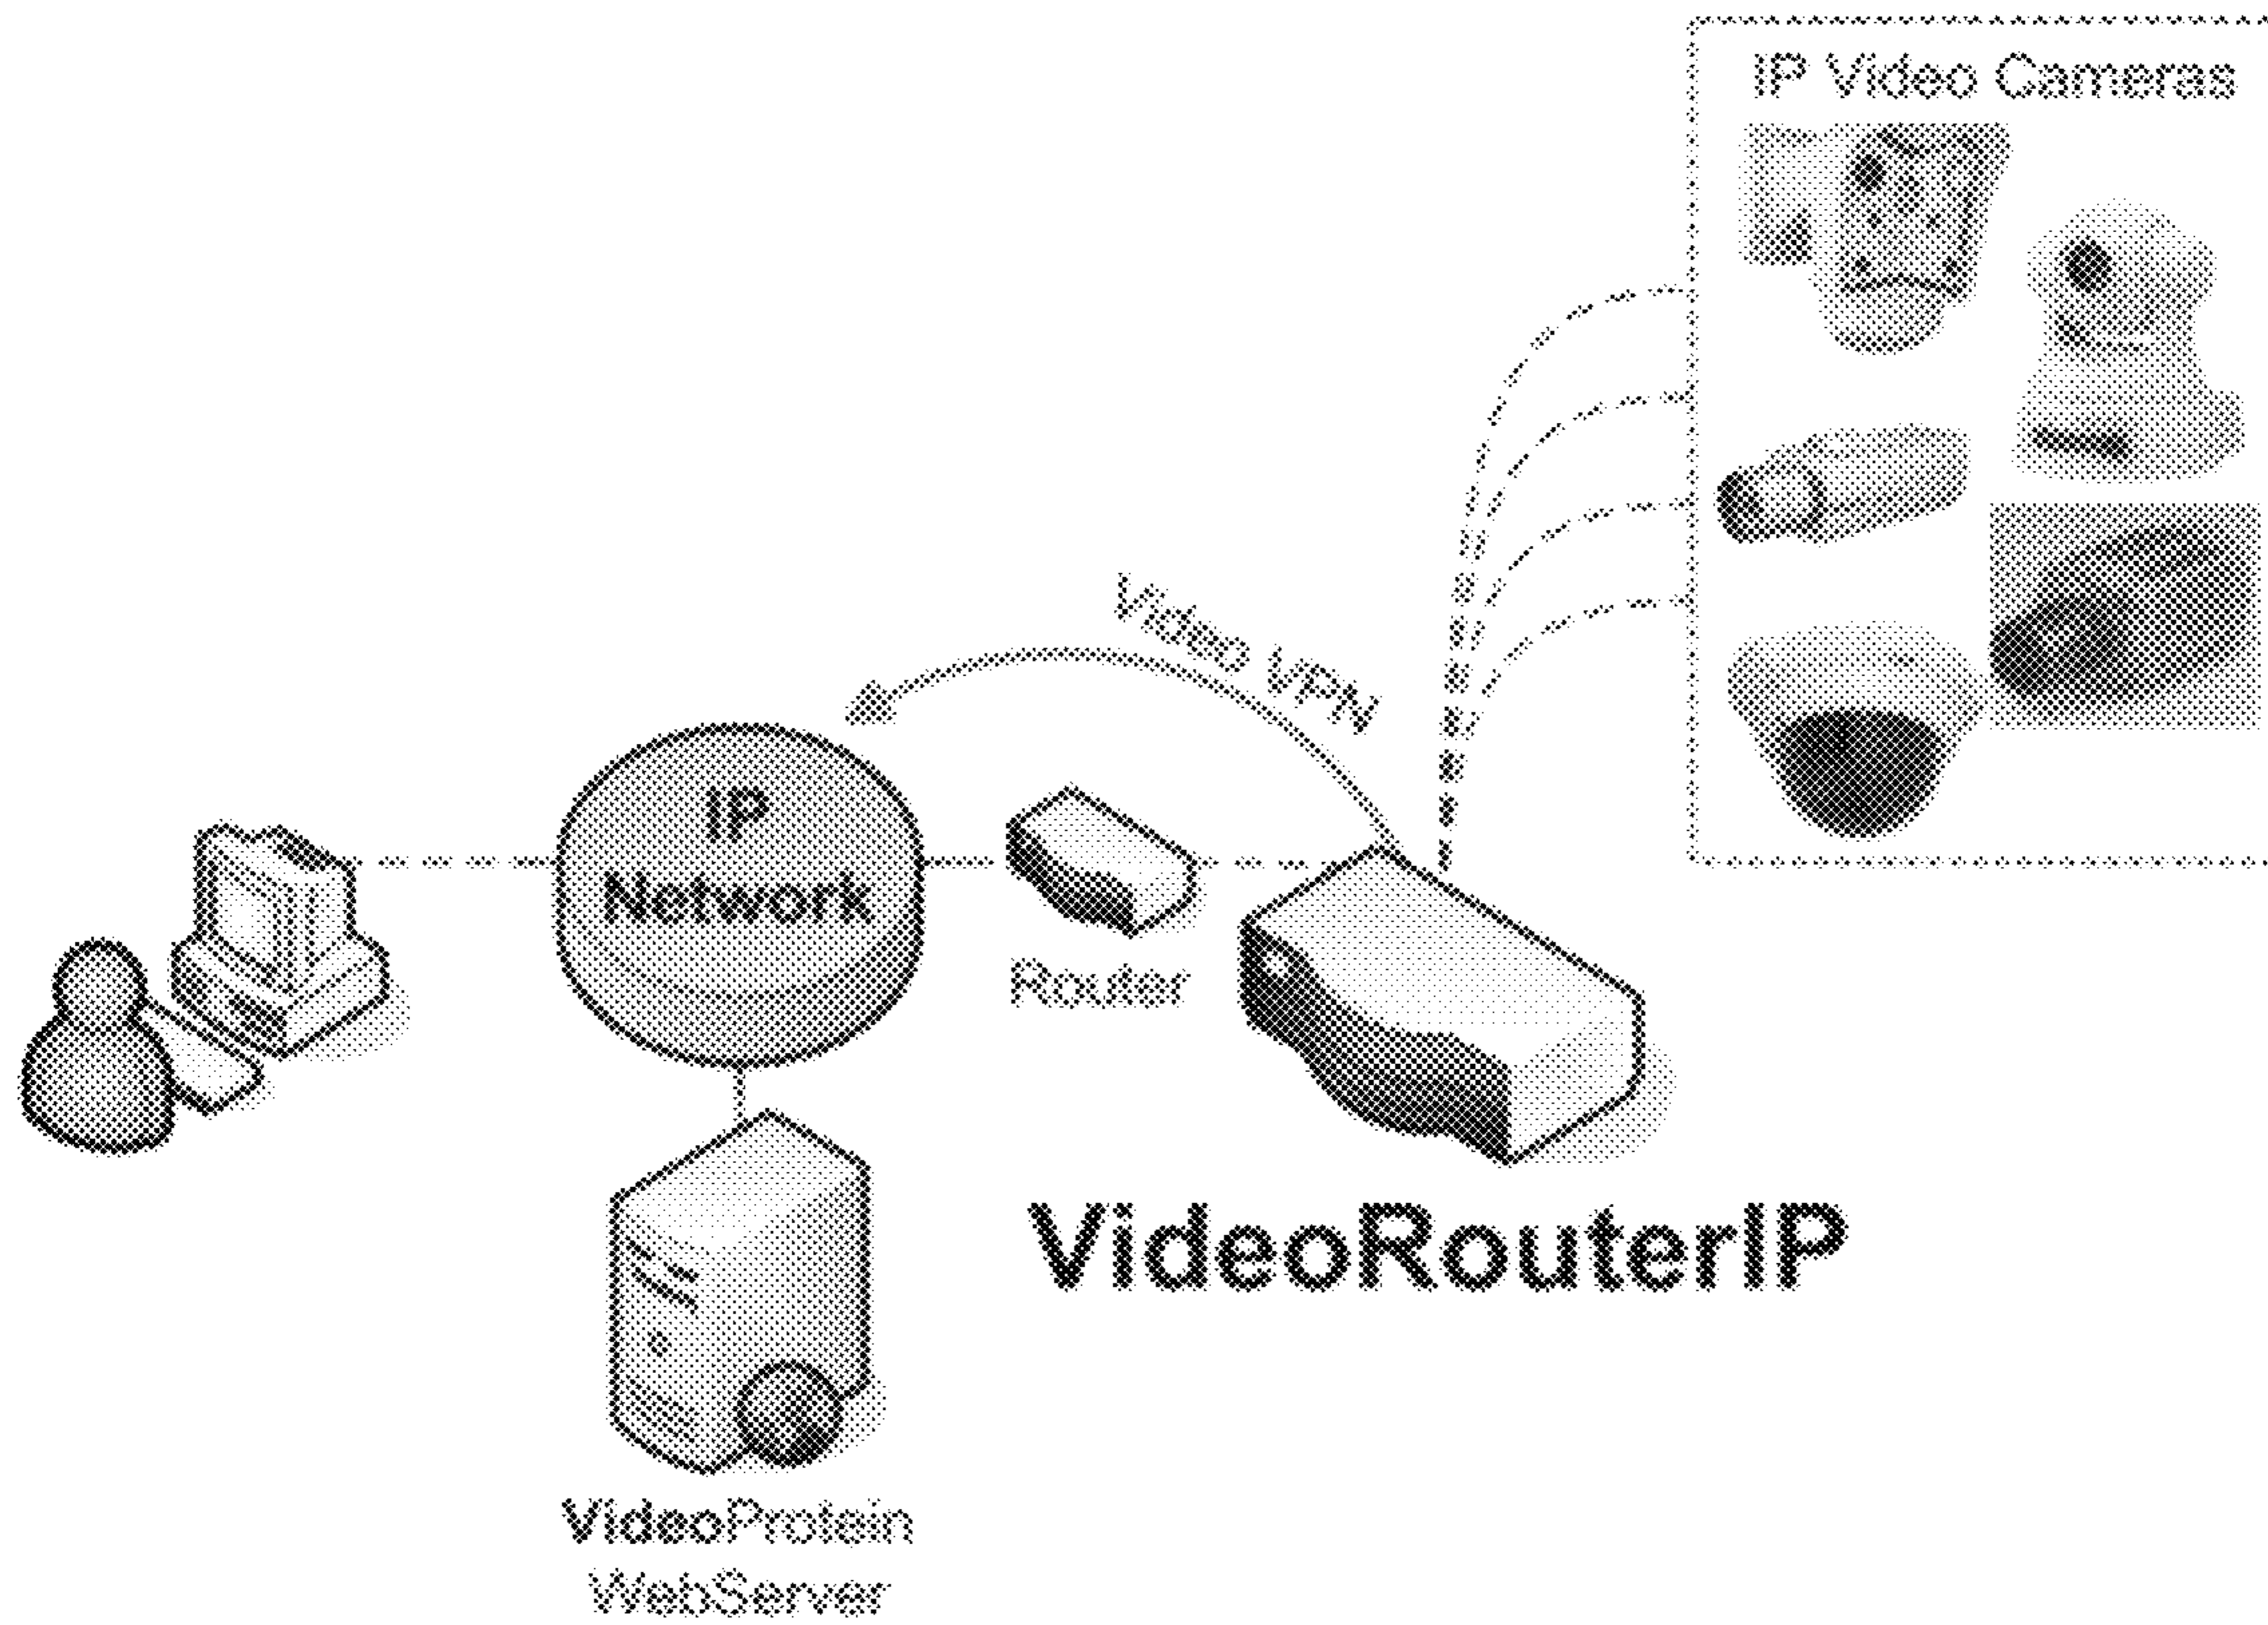 IP Video Cameras
Video VPN
IP
Network
Router
VideoRouterIP
VideoProtein
WebServer